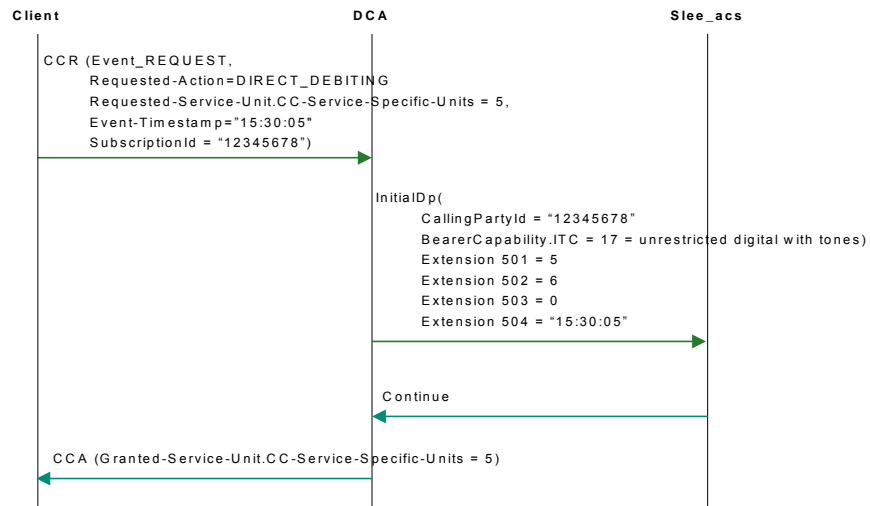 Client DCA Slee_acs
CCR (Event_REQUEST,
Requested-Action=DIRECT_DEBITING
Requested-Service-Unit.CC-Service-Specific-Units = 5,
Event-Timestamp="15:30:05"
SubscriptionId = “12345678”)
InitialDp(
CallingPartyId = “12345678”
BearerCapability.ITC = 17 = unrestricted digital with tones)
Extension 501 = 5
Extension 502 = 6
Extension 503 = 0
Extension 504 = “15:30:05”
Continue
CCA (Granted-Service-Unit.CC-Service-Specific-Units = 5)